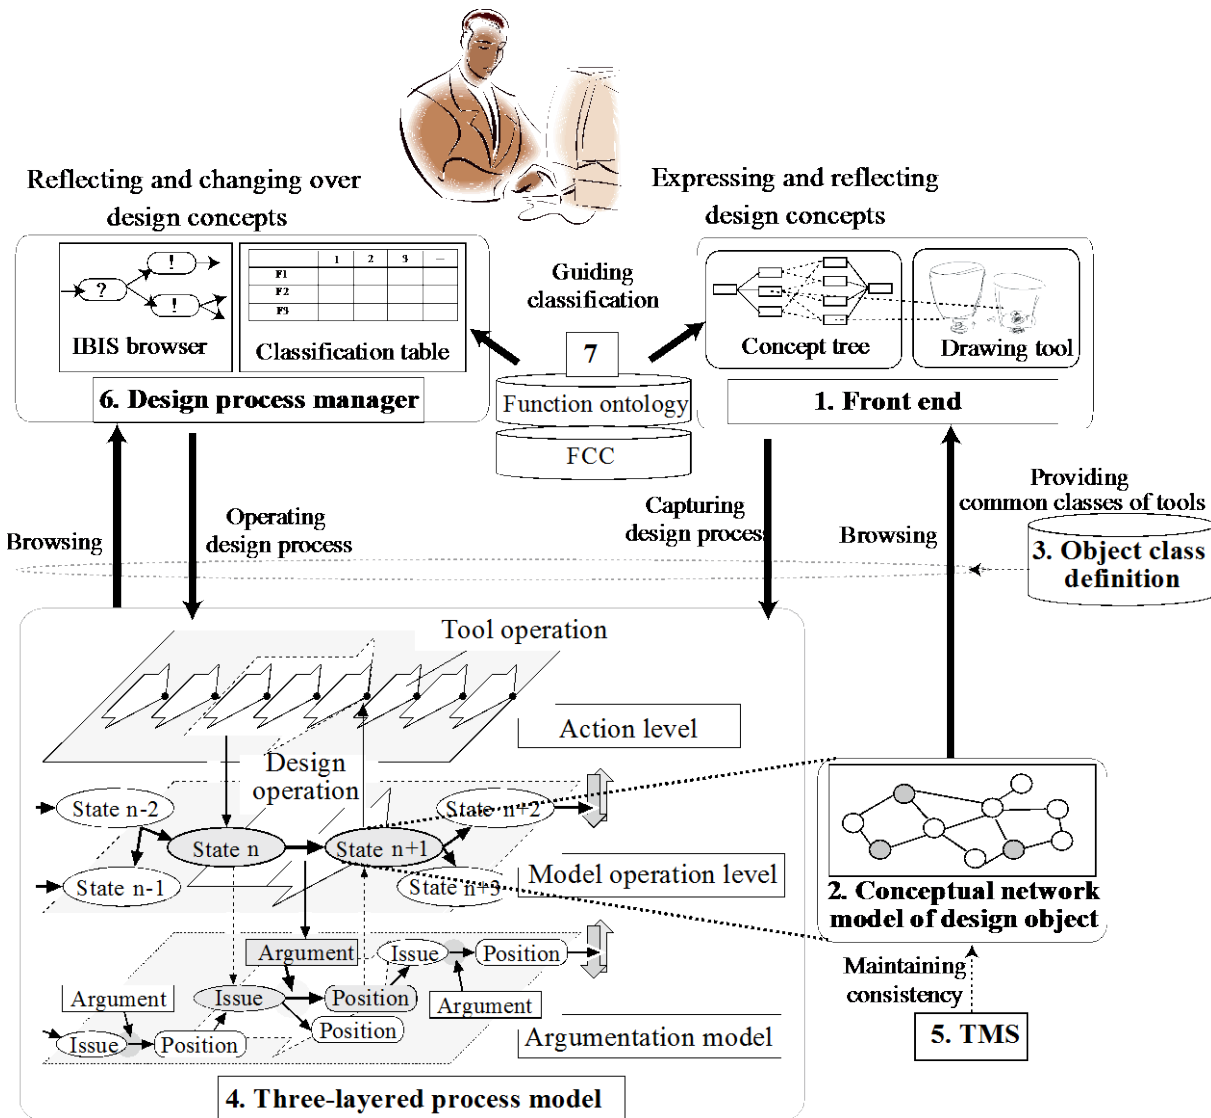 Reflecting and changing over
design concepts
Expressing and reflecting
design concepts
?
!
!
IBIS browser
1 2 3 —
F1
F2
F3
Classification table
6. Design process manager
Guiding
classification
7
Function ontology
FCC
Concept tree
Drawing tool
1. Front end
Browsing
Operating
design process
Capturing
design process
Browsing
Providing
common classes of tools
3. Object class
definition
Tool operation
Action level
Design
operation
State n-2
State n
State n-1
State n+1
State n+2
State n+3
Model operation level
2. Conceptual network
model of design object
Maintaining
consistency
5. TMS
Argument
Issue
Position
Argument
Issue
Position
Position
Issue
Position
Argument
Argumentation model
4. Three-layered process model